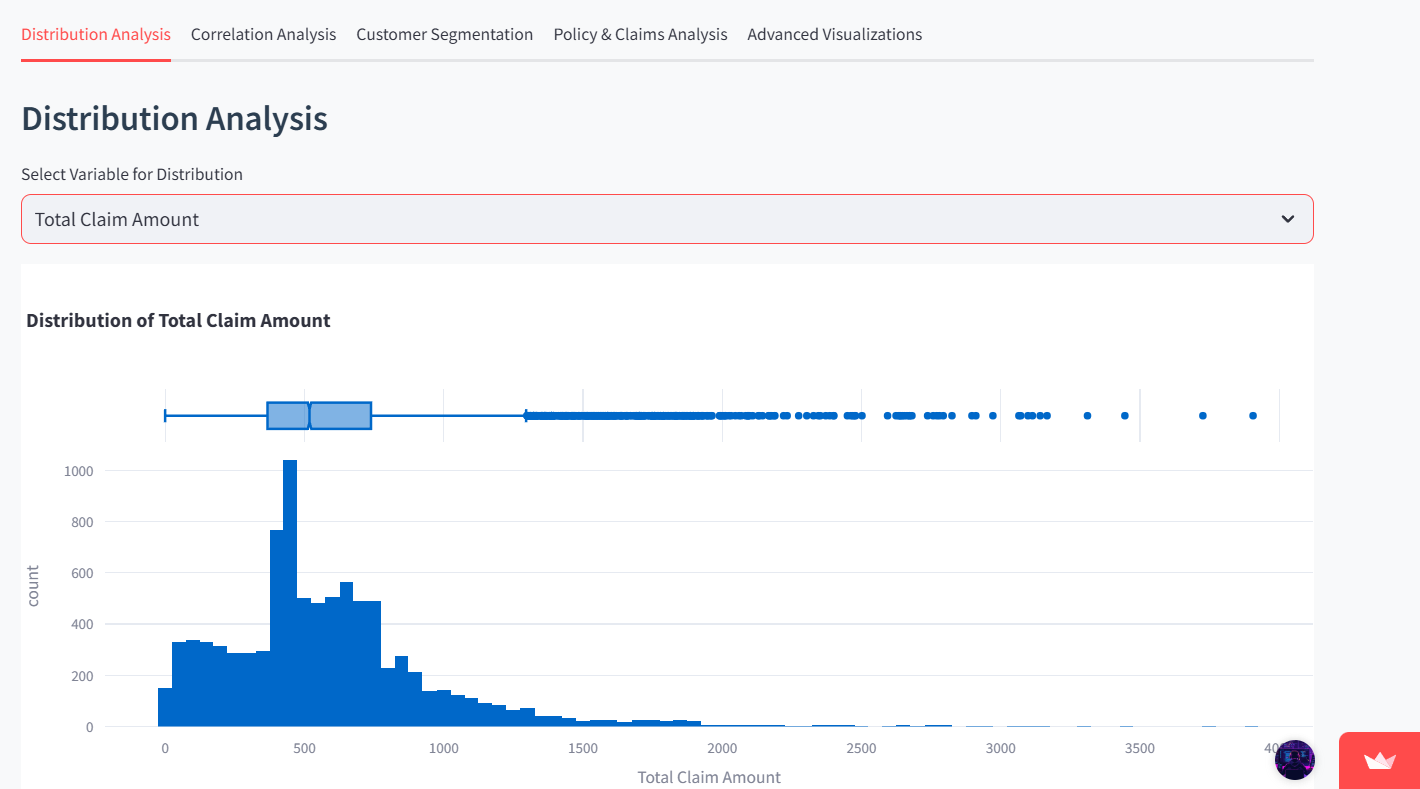 Distribution Analysis Correlation Analysis Customer Segmentation Policy & Claims Analysis Advanced Visualizations
Distribution Analysis
Select Variable for Distribution
Total Claim Amount
Distribution of Total Claim Amount
1000
800
600
400
200
0
count
0 500 1000 1500 2000 2500 3000 3500
Total Claim Amount